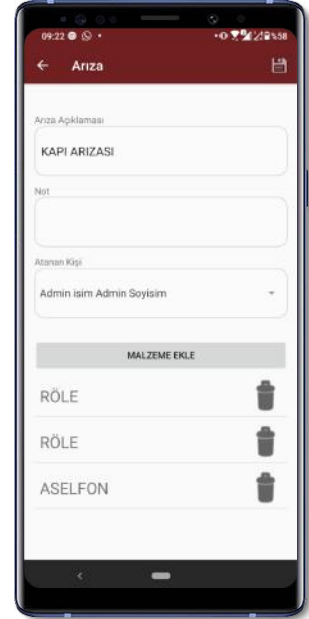 09:22 %58
Arıza
Arıza Açıklaması
KAPI ARIZASI
Not
Atanan Kişi
Admin isim Admin Soyisim
MALZEME EKLE
RÖLE
RÖLE
ASELFON